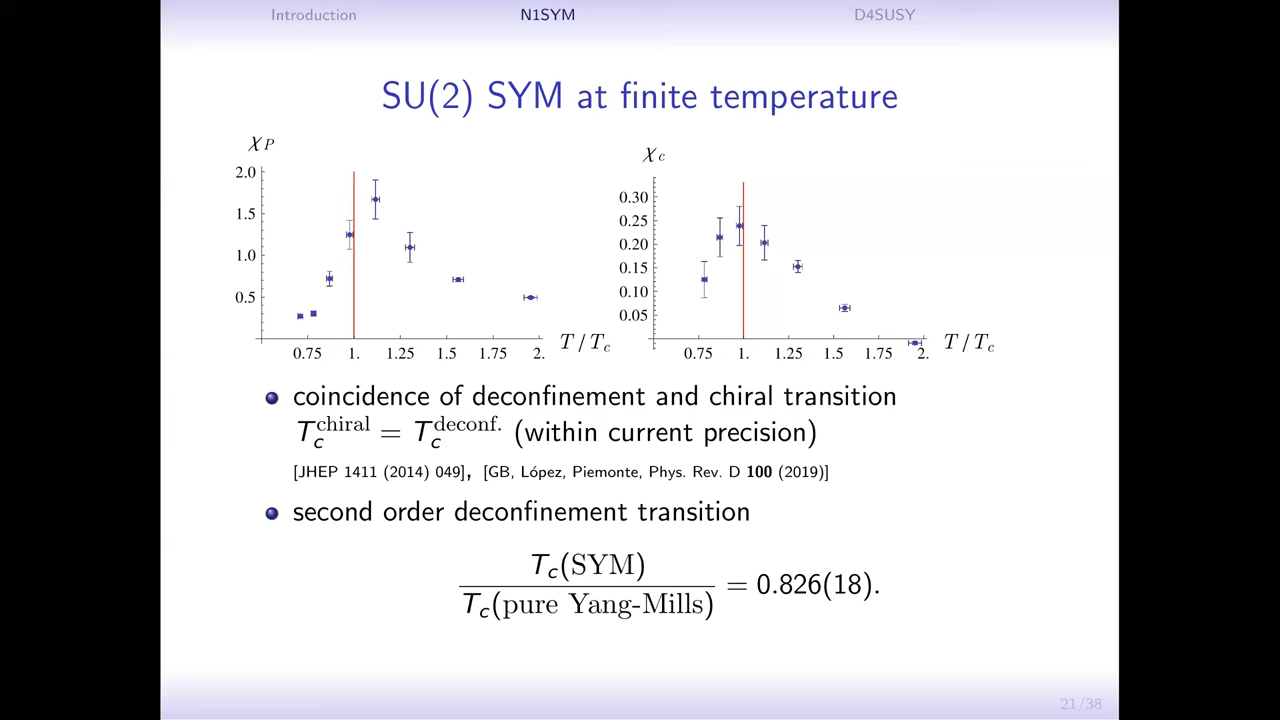 Introduction N1SYM D4SUSY
SU(2) SYM at finite temperature
χP
2.0
1.5
1.0
0.5
0.75 1. 1.25 1.5 1.75 2.
T / Tc
χc
0.30
0.25
0.20
0.15
0.10
0.05
0.75 1. 1.25 1.5 1.75 2.
T / Tc
coincidence of deconfinement and chiral transition
Tc^chiral = Tc^deconf. (within current precision)
[JHEP 1411 (2014) 049], [GB, López, Piemonte, Phys. Rev. D 100 (2019)]
second order deconfinement transition
Tc(SYM)
Tc(pure Yang-Mills)
= 0.826(18).
21/38